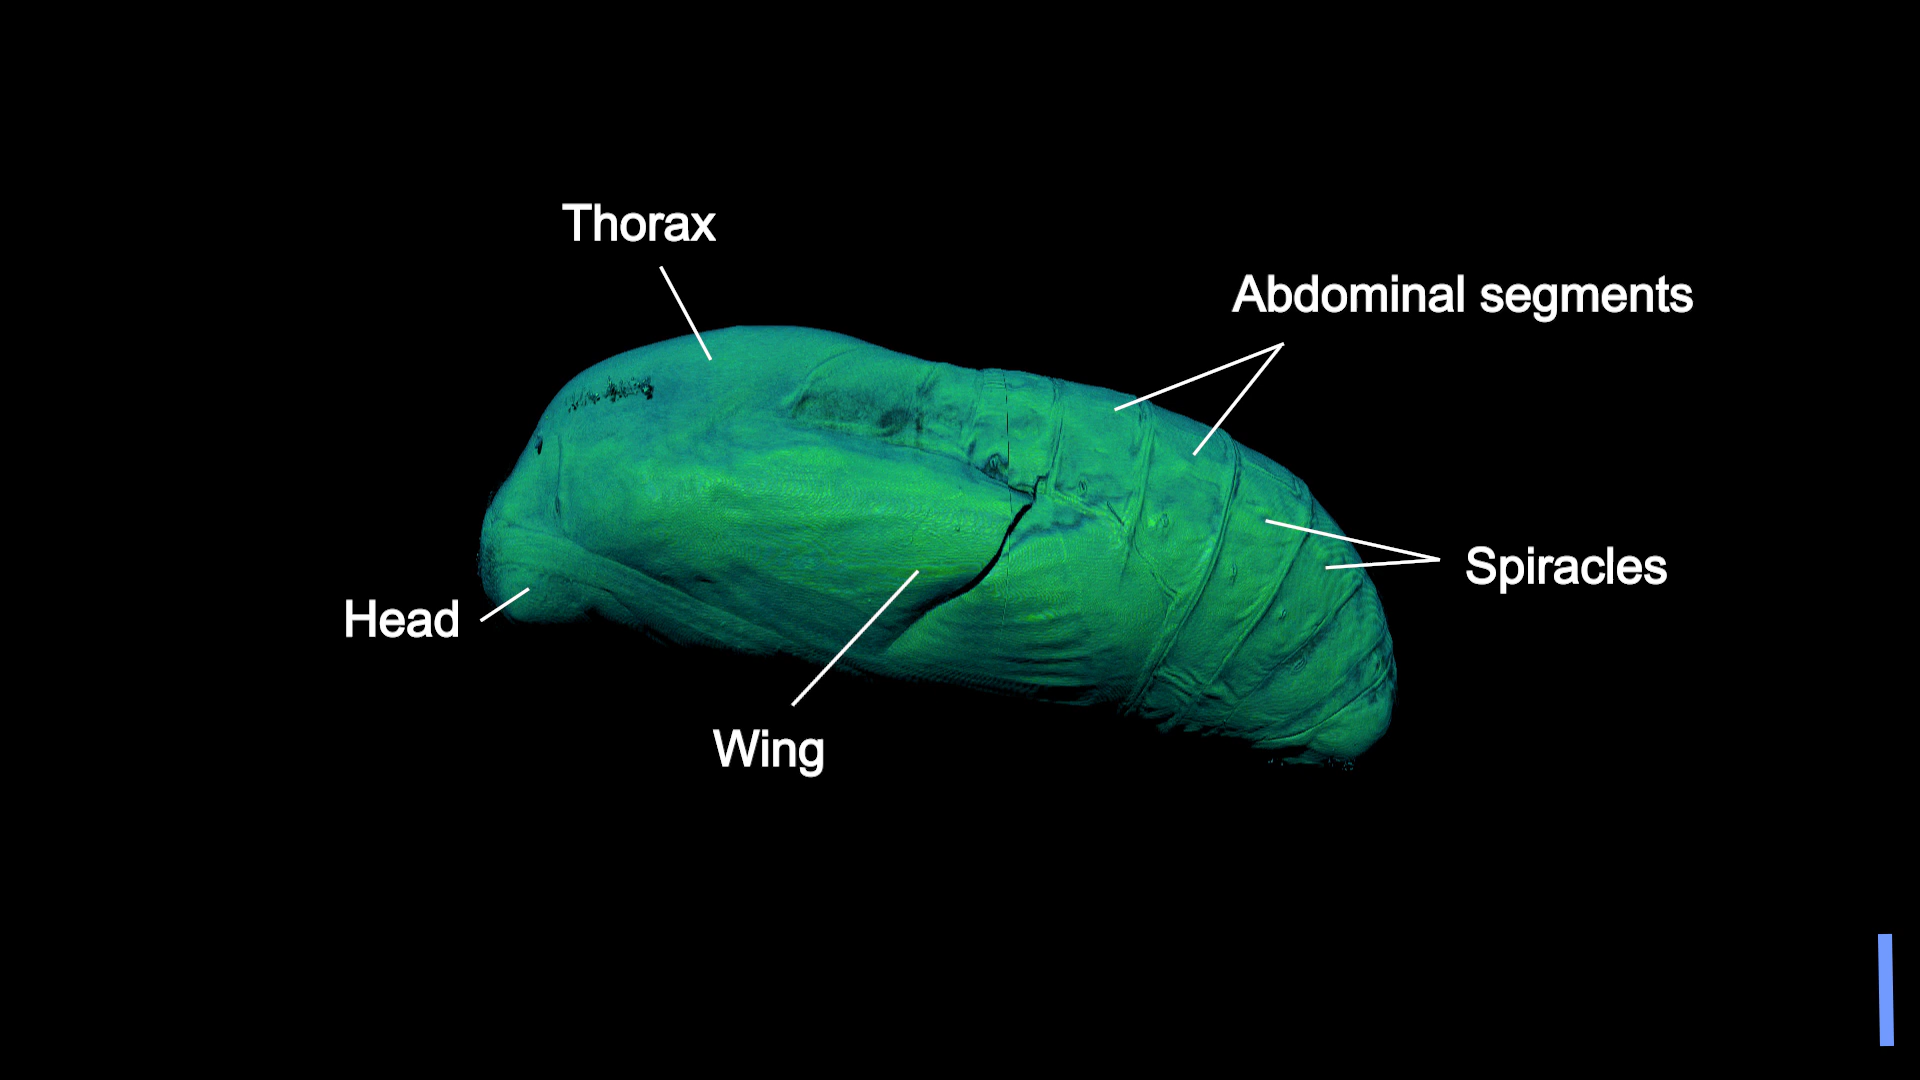 Thorax
Abdominal segments
Spiracles
Head
Wing